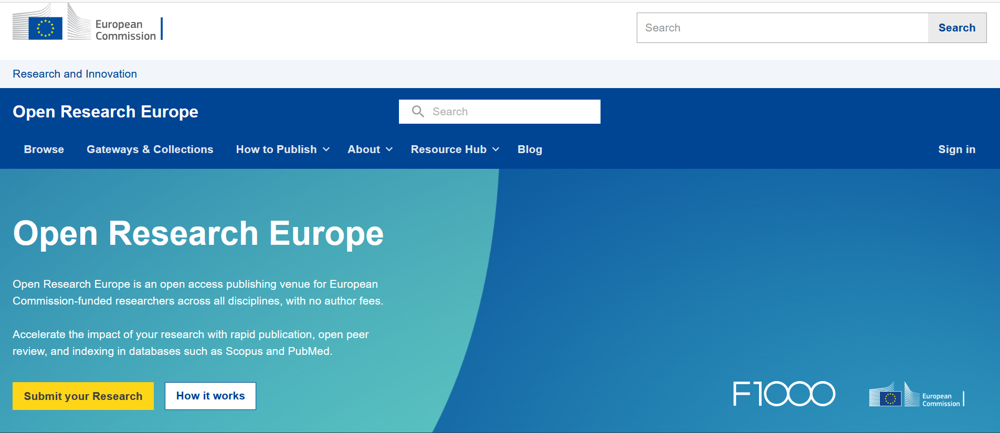 European
Commission
Search
Search
Research and Innovation
Open Research Europe
Search
Browse
Gateways & Collections
How to Publish
About
Resource Hub
Blog
Sign in
Open Research Europe
Open Research Europe is an open access publishing venue for European
Commission-funded researchers across all disciplines, with no author fees.
Accelerate the impact of your research with rapid publication, open peer
review, and indexing in databases such as Scopus and PubMed.
Submit your Research
How it works
F1000
European
Commission